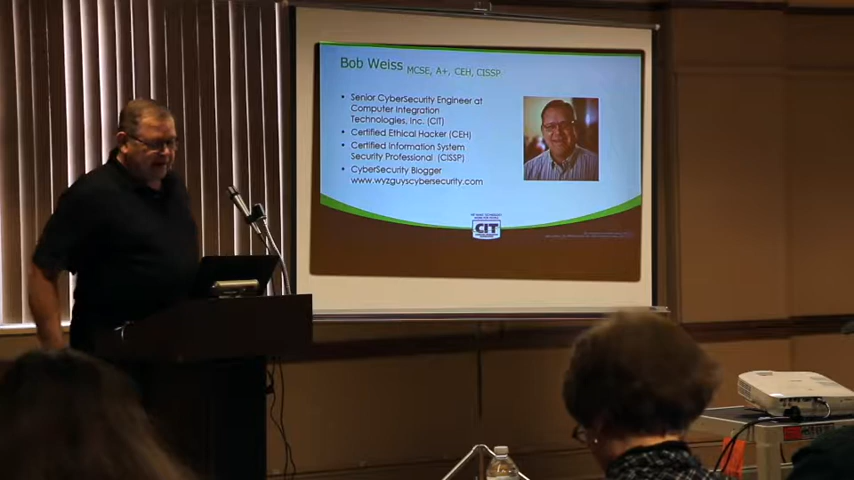 Bob Weiss MCSE, A+, CEH, CISSP
• Senior CyberSecurity Engineer at
Computer Integration
Technologies, Inc. (CIT)
• Certified Ethical Hacker (CEH)
• Certified Information System
Security Professional (CISSP)
• CyberSecurity Blogger
www.wyzguyscybersecurity.com
CIT